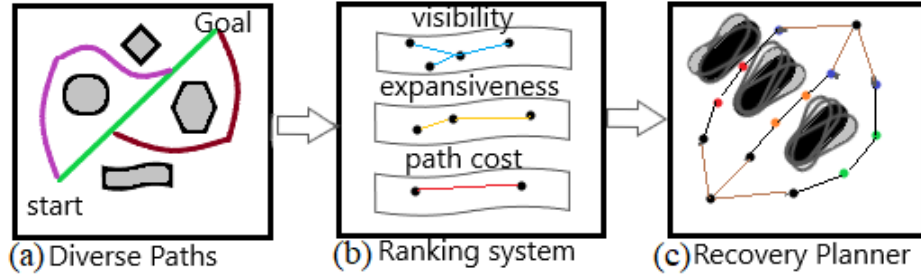 Goal
start
(a) Diverse Paths
visibility
expansiveness
path cost
(b) Ranking system
(c) Recovery Planner